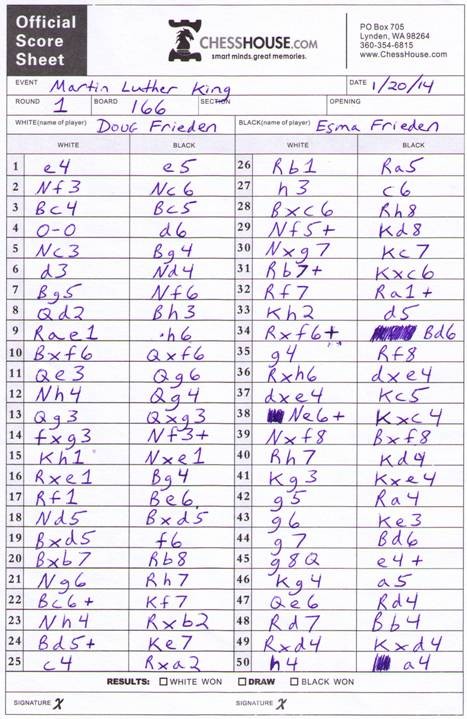 Official
Score
Sheet
CHESSHOUSE.COM
smart minds.great memories.
PO Box 705
Lynden, WA 98264
360-354-6815
www.ChessHouse.com
EVENT Martin Luther King DATE 1/20/14
ROUND 1 BOARD 166 SECTION OPENING
WHITE(name of player) Doug Frieden BLACK(name of player) Esma Frieden
WHITE BLACK WHITE BLACK
1 e4 e5 26 Rb1 Ra5
2 Nf3 Nc6 27 h3 c6
3 Bc4 Bc5 28 Bxc6 Rh8
4 0-0 d6 29 Nf5+ Kd8
5 Nc3 Bg4 30 Nxg7 Kc7
6 d3 Nd4 31 Rb7+ Kxc6
7 Bg5 Nf6 32 Rf7 Ra1+
8 Qd2 Bh3 33 Kh2 d5
9 Rae1 h6 34 Rxf6+ Bd6
10 Bxf6 Qxf6 35 g4 Rf8
11 Qe3 Qg6 36 Rxh6 dxe4
12 Nh4 Qg4 37 dxe4 Kc5
13 Qg3 Qxg3 38 Ne6+ Kxc4
14 fxg3 Nf3+ 39 Nxf8 Bxf8
15 Kh1 Nxe1 40 Rh7 Kd4
16 Rxe1 Bg4 41 Kg3 Kxe4
17 Rf1 Be6 42 g5 Ra4
18 Nd5 Bxd5 43 g6 Ke3
19 Bxd5 f6 44 g7 Bd6
20 Bxb7 Rb8 45 g8Q e4+
21 Ng6 Rh7 46 Kg4 a5
22 Bc6+ Kf7 47 Qe6 Rd4
23 Nh4 Rxb2 48 Rd7 Bb4
24 Bd5+ Ke7 49 Rxd4 Kxd4
25 c4 Rxa2 50 h4 a4
RESULTS: WHITE WON DRAW BLACK WON
SIGNATURE X SIGNATURE X